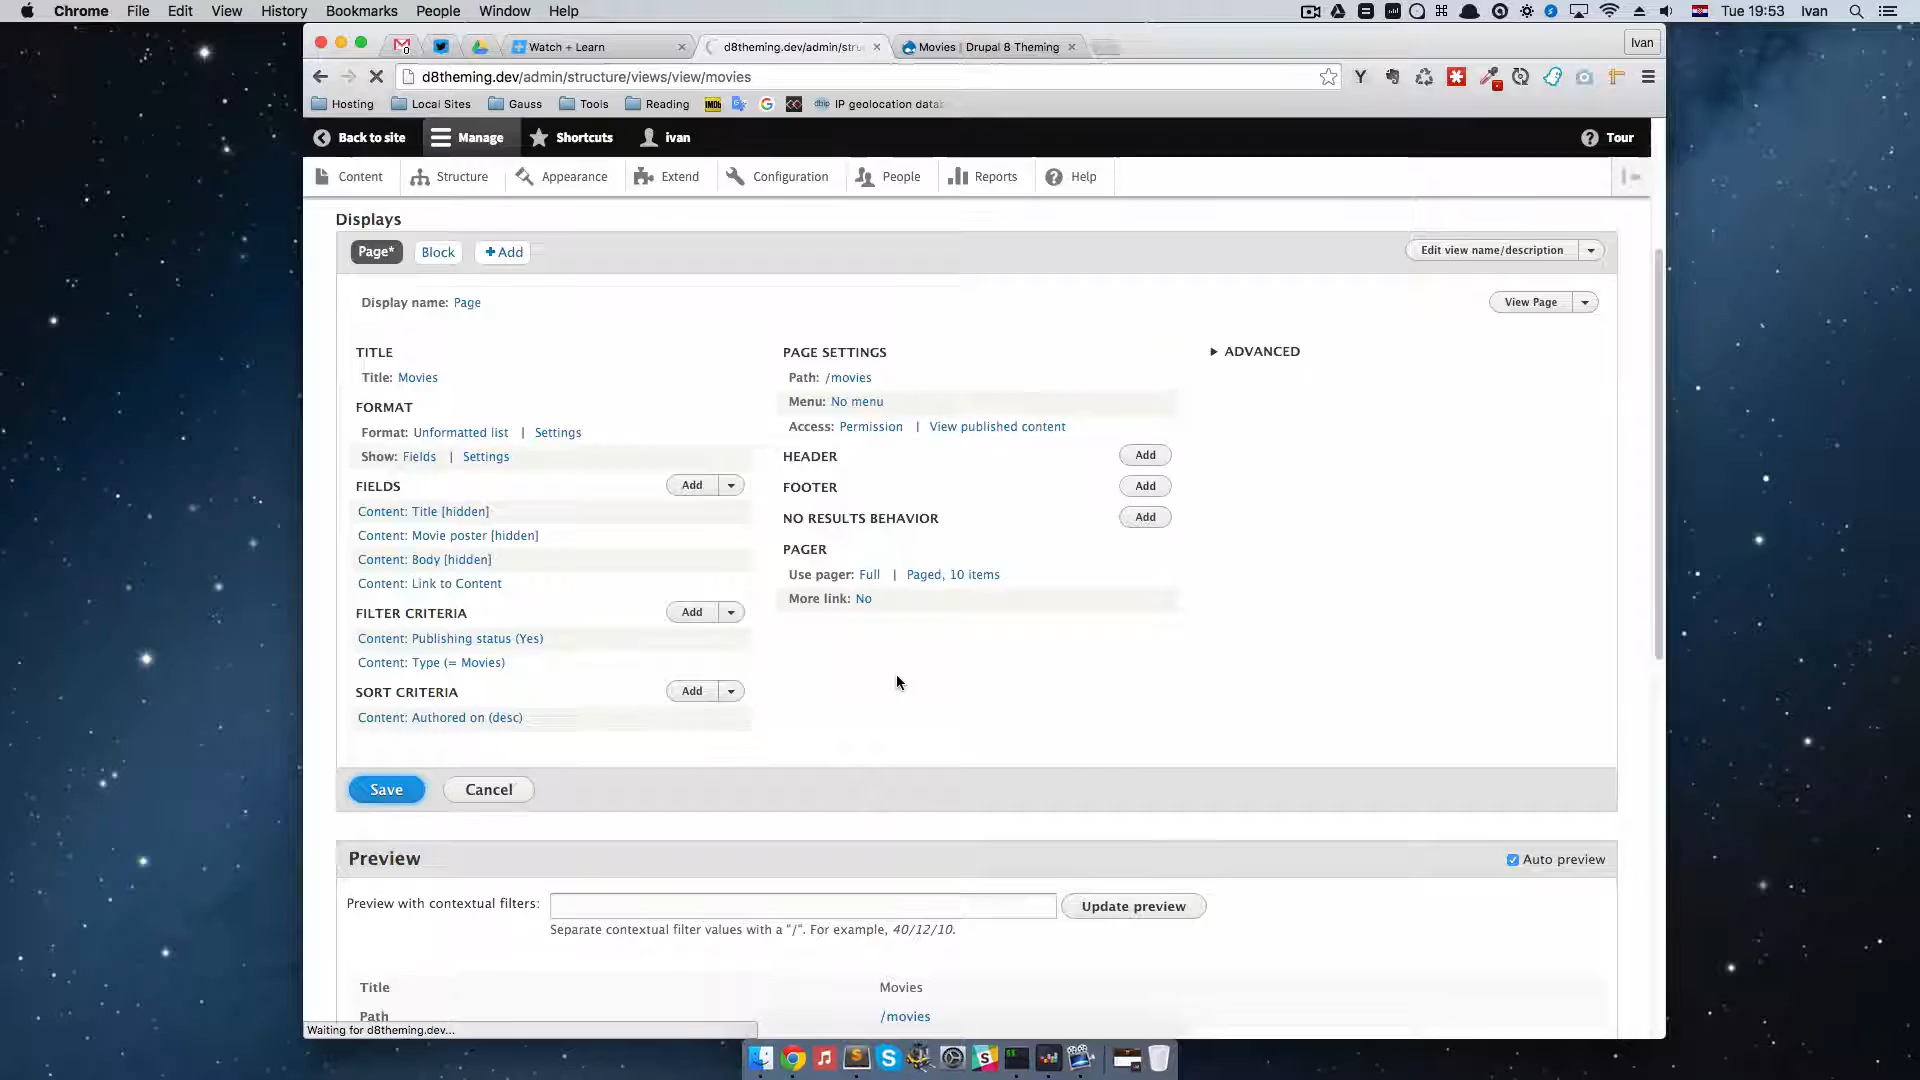 Chrome File Edit View History Bookmarks People Window Help
Tue 19:53 Ivan
Watch + Learn
d8theming.dev/admin/stru
Movies | Drupal 8 Theming
Ivan
d8theming.dev/admin/structure/views/view/movies
Hosting Local Sites Gauss Tools Reading IMDb IP geolocation datab
Back to site Manage Shortcuts ivan Tour
Content Structure Appearance Extend Configuration People Reports Help
Displays
Page* Block + Add Edit view name/description
Display name: Page View Page
TITLE
Title: Movies
FORMAT
Format: Unformatted list | Settings
Show: Fields | Settings
FIELDS Add
Content: Title [hidden]
Content: Movie poster [hidden]
Content: Body [hidden]
Content: Link to Content
FILTER CRITERIA Add
Content: Publishing status (Yes)
Content: Type (= Movies)
SORT CRITERIA Add
Content: Authored on (desc)
PAGE SETTINGS
Path: /movies
Menu: No menu
Access: Permission | View published content
HEADER Add
FOOTER Add
NO RESULTS BEHAVIOR Add
PAGER
Use pager: Full | Paged, 10 items
More link: No
ADVANCED
Save Cancel
Preview Auto preview
Preview with contextual filters: Update preview
Separate contextual filter values with a "/". For example, 40/12/10.
Title Movies
Path /movies
Waiting for d8theming.dev...